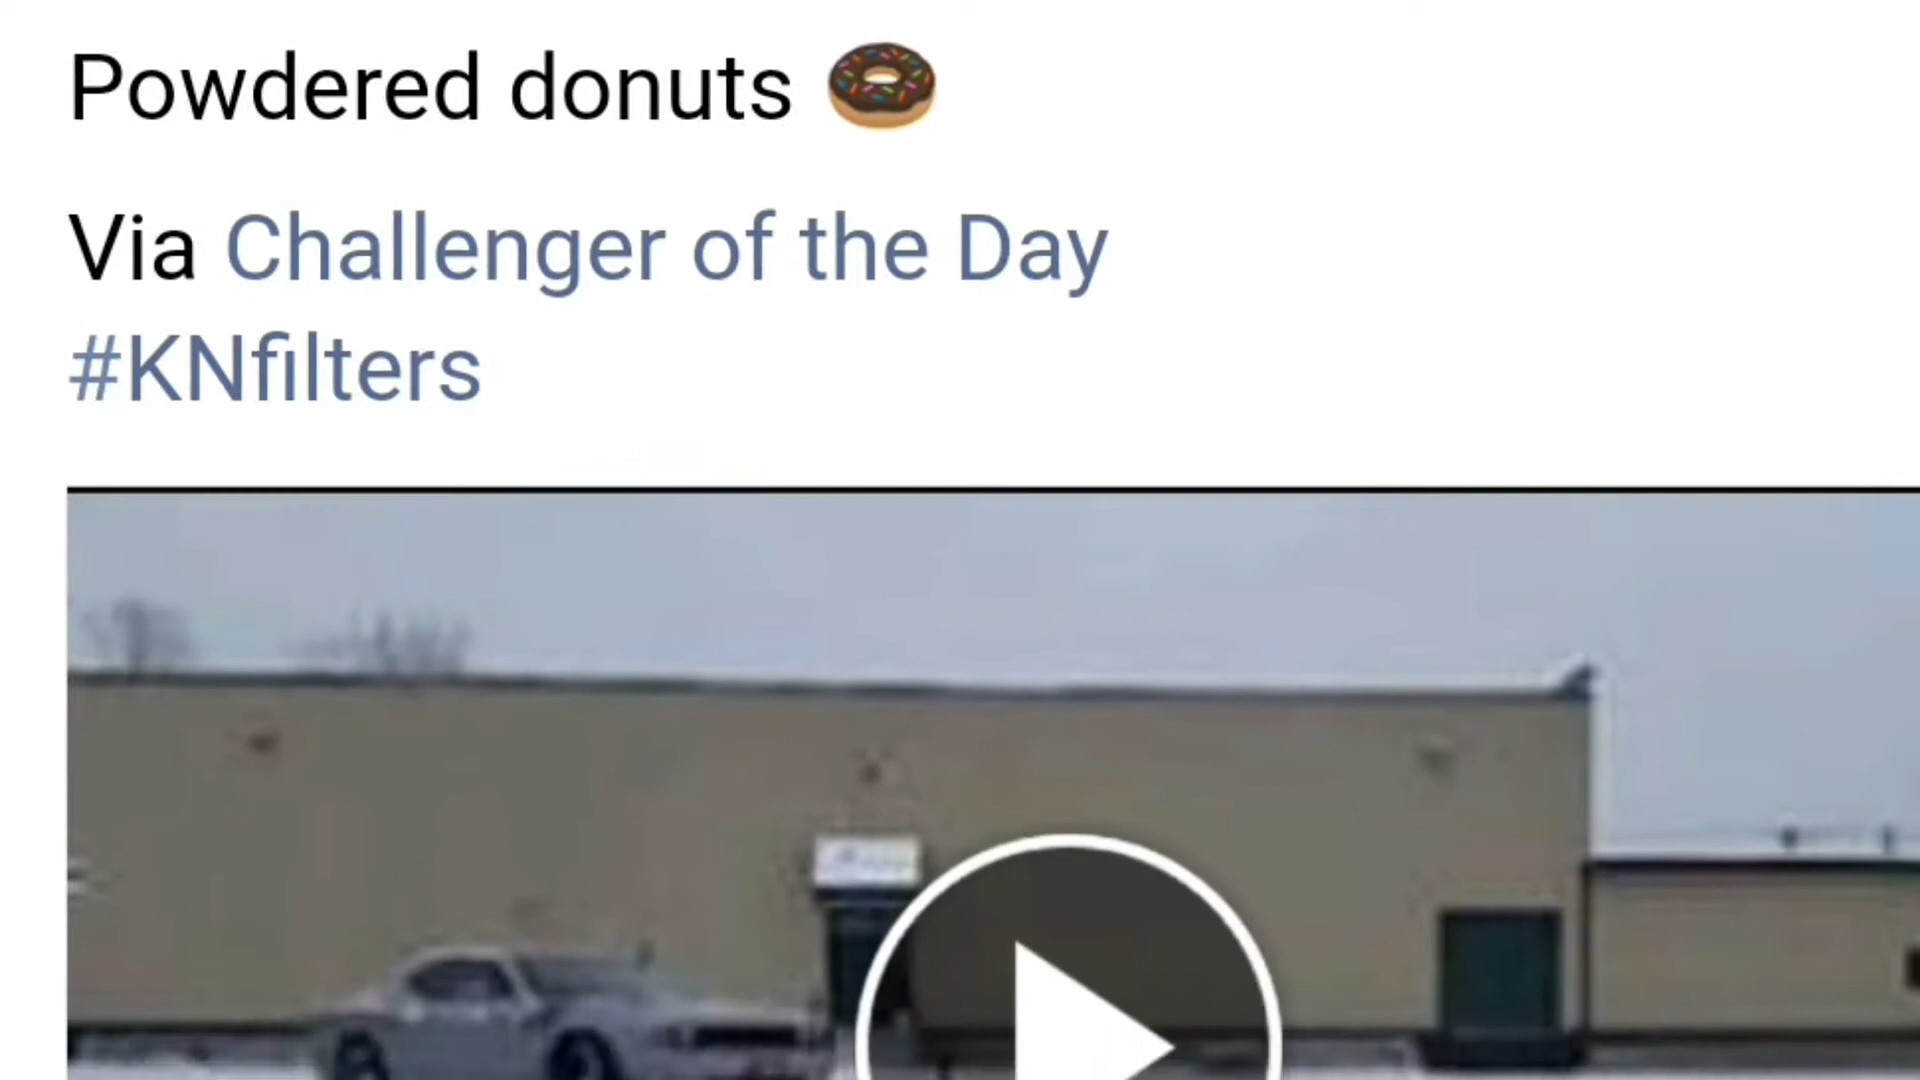 Powdered donuts 🍩
Via Challenger of the Day
#KNfilters